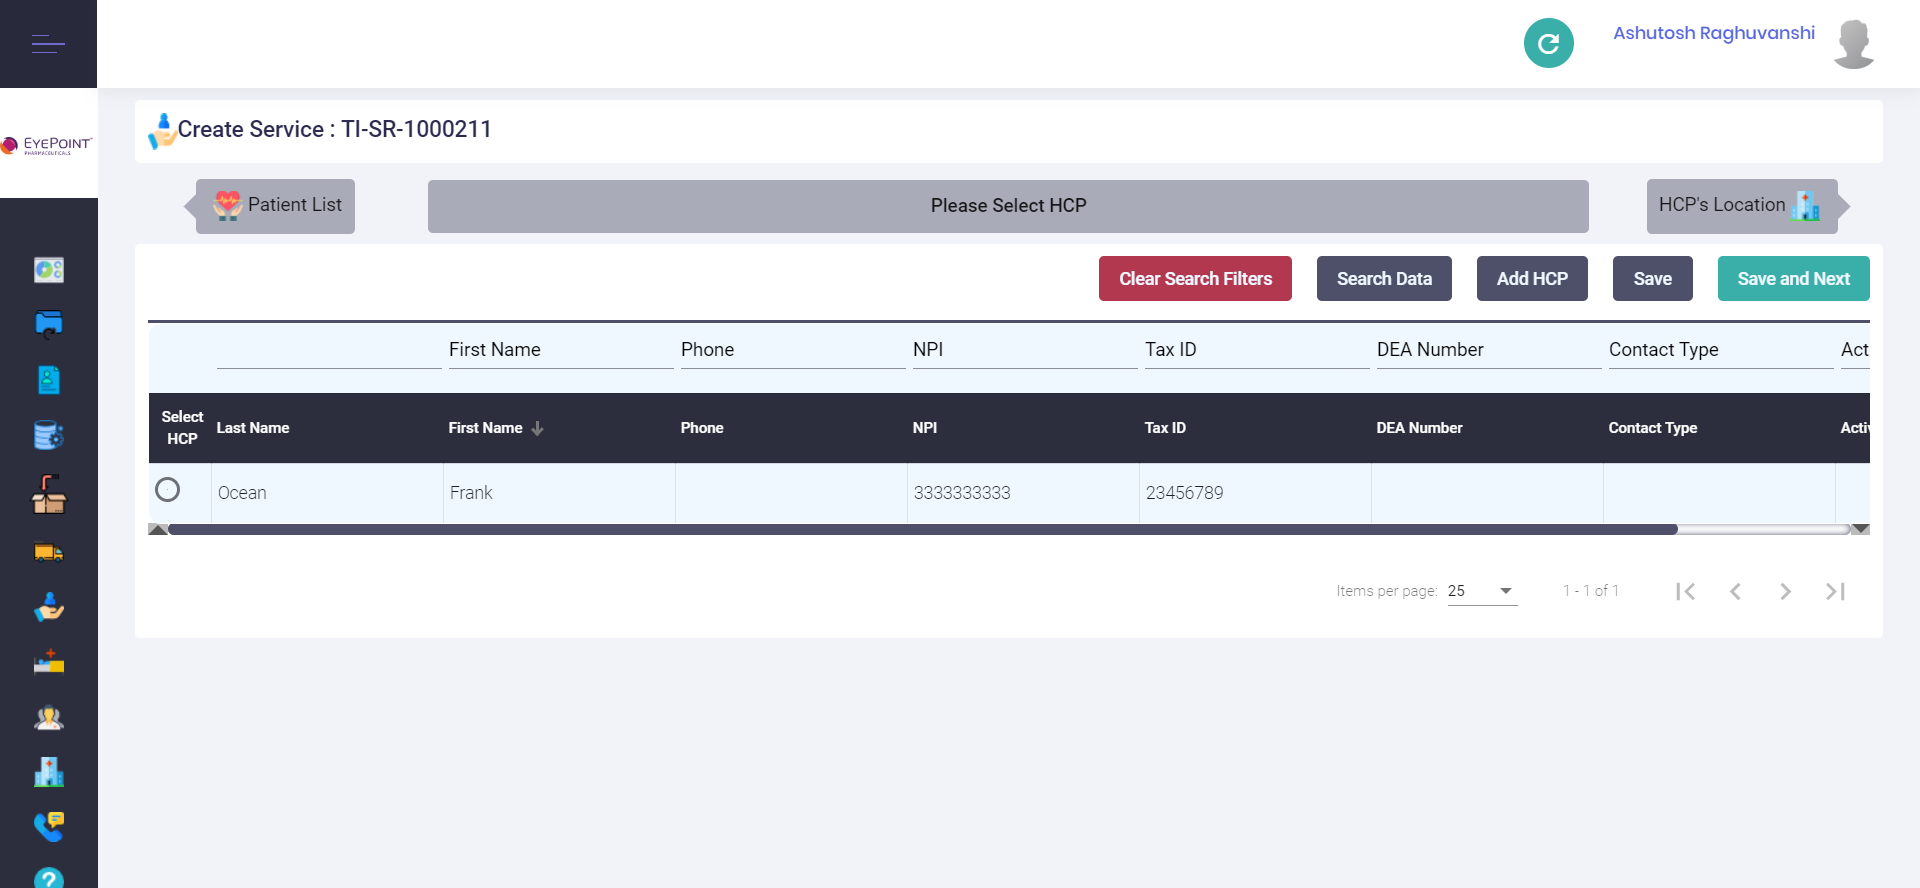 Ashutosh Raghuvanshi
EYEPOINT
PHARMACEUTICALS
Create Service : TI-SR-1000211
Patient List
Please Select HCP
HCP's Location
Clear Search Filters
Search Data
Add HCP
Save
Save and Next
First Name
Phone
NPI
Tax ID
DEA Number
Contact Type
Act
Select HCP
Last Name
First Name
Phone
NPI
Tax ID
DEA Number
Contact Type
Activ
Ocean
Frank
3333333333
23456789
Items per page: 25
1 - 1 of 1
?